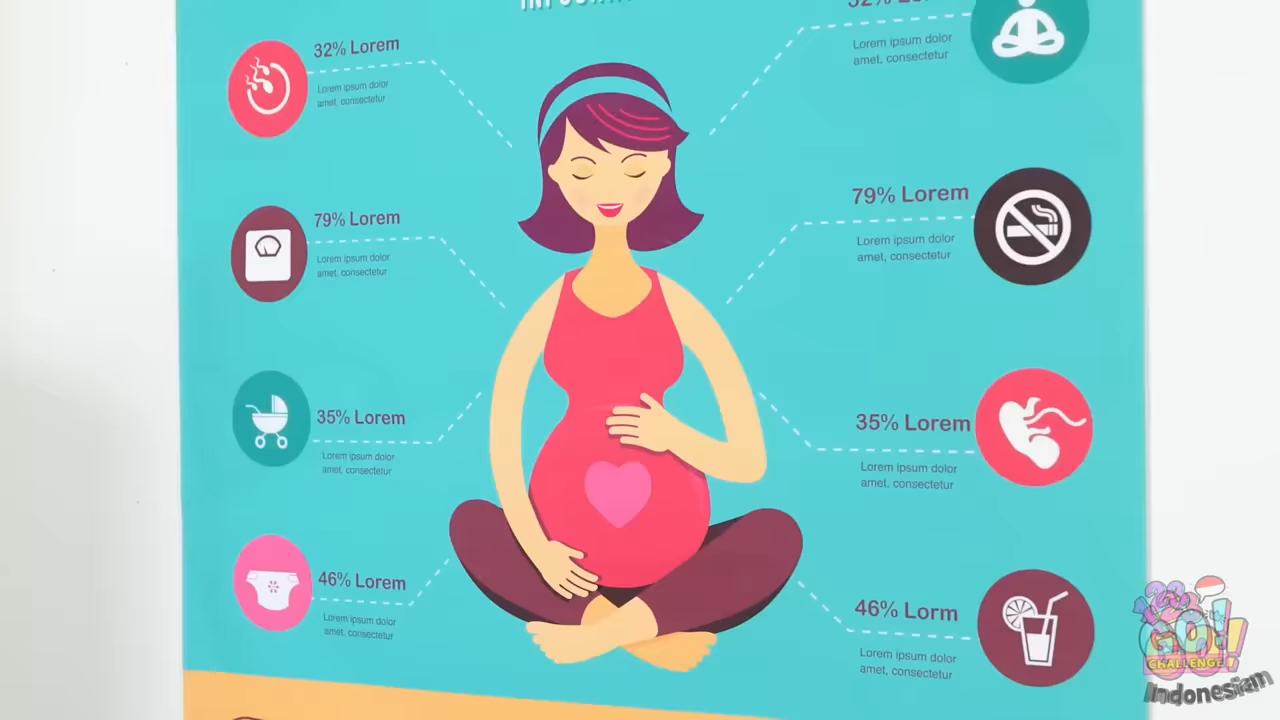 32% Lorem
Lorem ipsum dolor
amet, consectetur
79% Lorem
Lorem ipsum dolor
amet, consectetur
35% Lorem
Lorem ipsum dolor
amet, consectetur
46% Lorem
Lorem ipsum dolor
amet, consectetur
Lorem ipsum dolor
amet, consectetur
79% Lorem
Lorem ipsum dolor
amet, consectetur
35% Lorem
Lorem ipsum dolor
amet, consectetur
46% Lorm
Lorem ipsum dolor
amet, consectetur
123
GO!
CHALLENGE
Indonesian